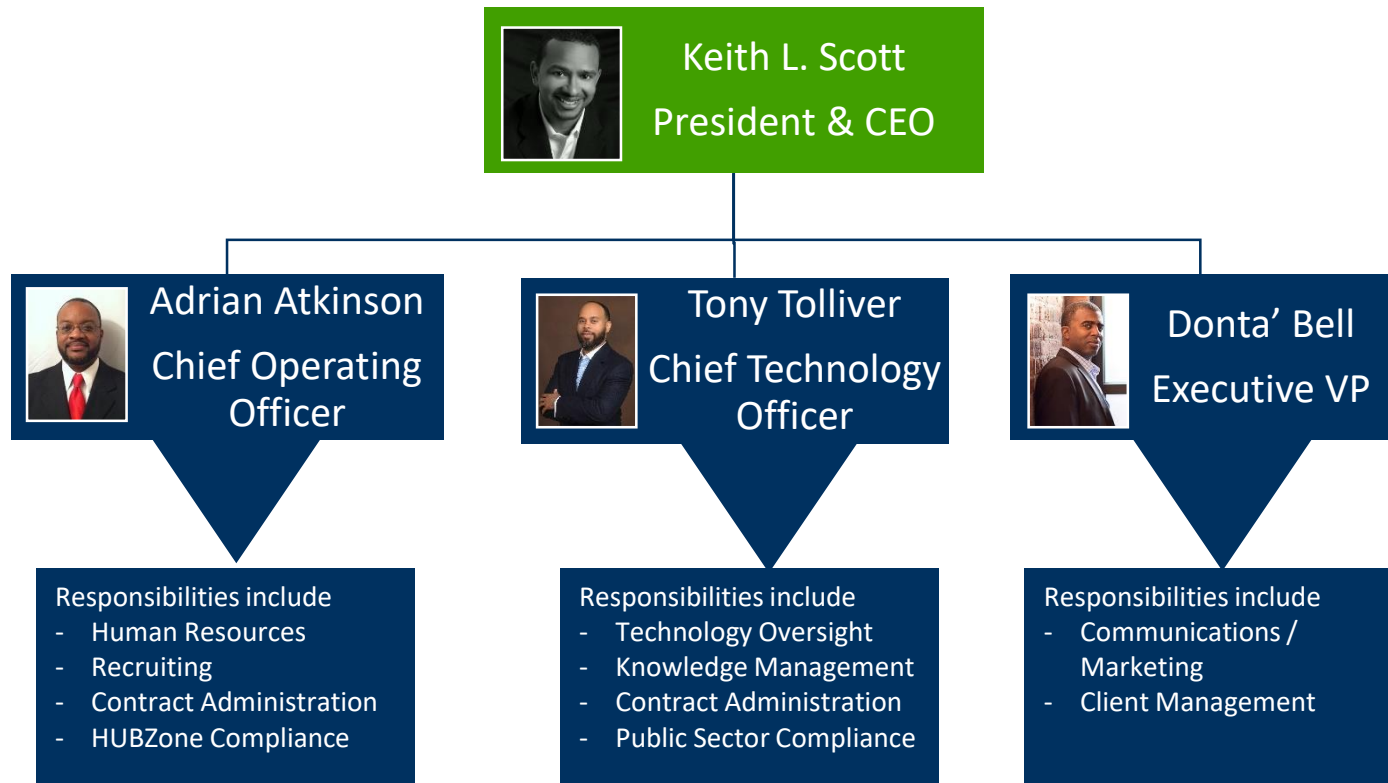 Keith L. Scott
President & CEO
Adrian Atkinson
Chief Operating
Officer
Tony Tolliver
Chief Technology
Officer
Donta’ Bell
Executive VP
Responsibilities include
- Human Resources
- Recruiting
- Contract Administration
- HUBZone Compliance
Responsibilities include
- Technology Oversight
- Knowledge Management
- Contract Administration
- Public Sector Compliance
Responsibilities include
- Communications /
Marketing
- Client Management